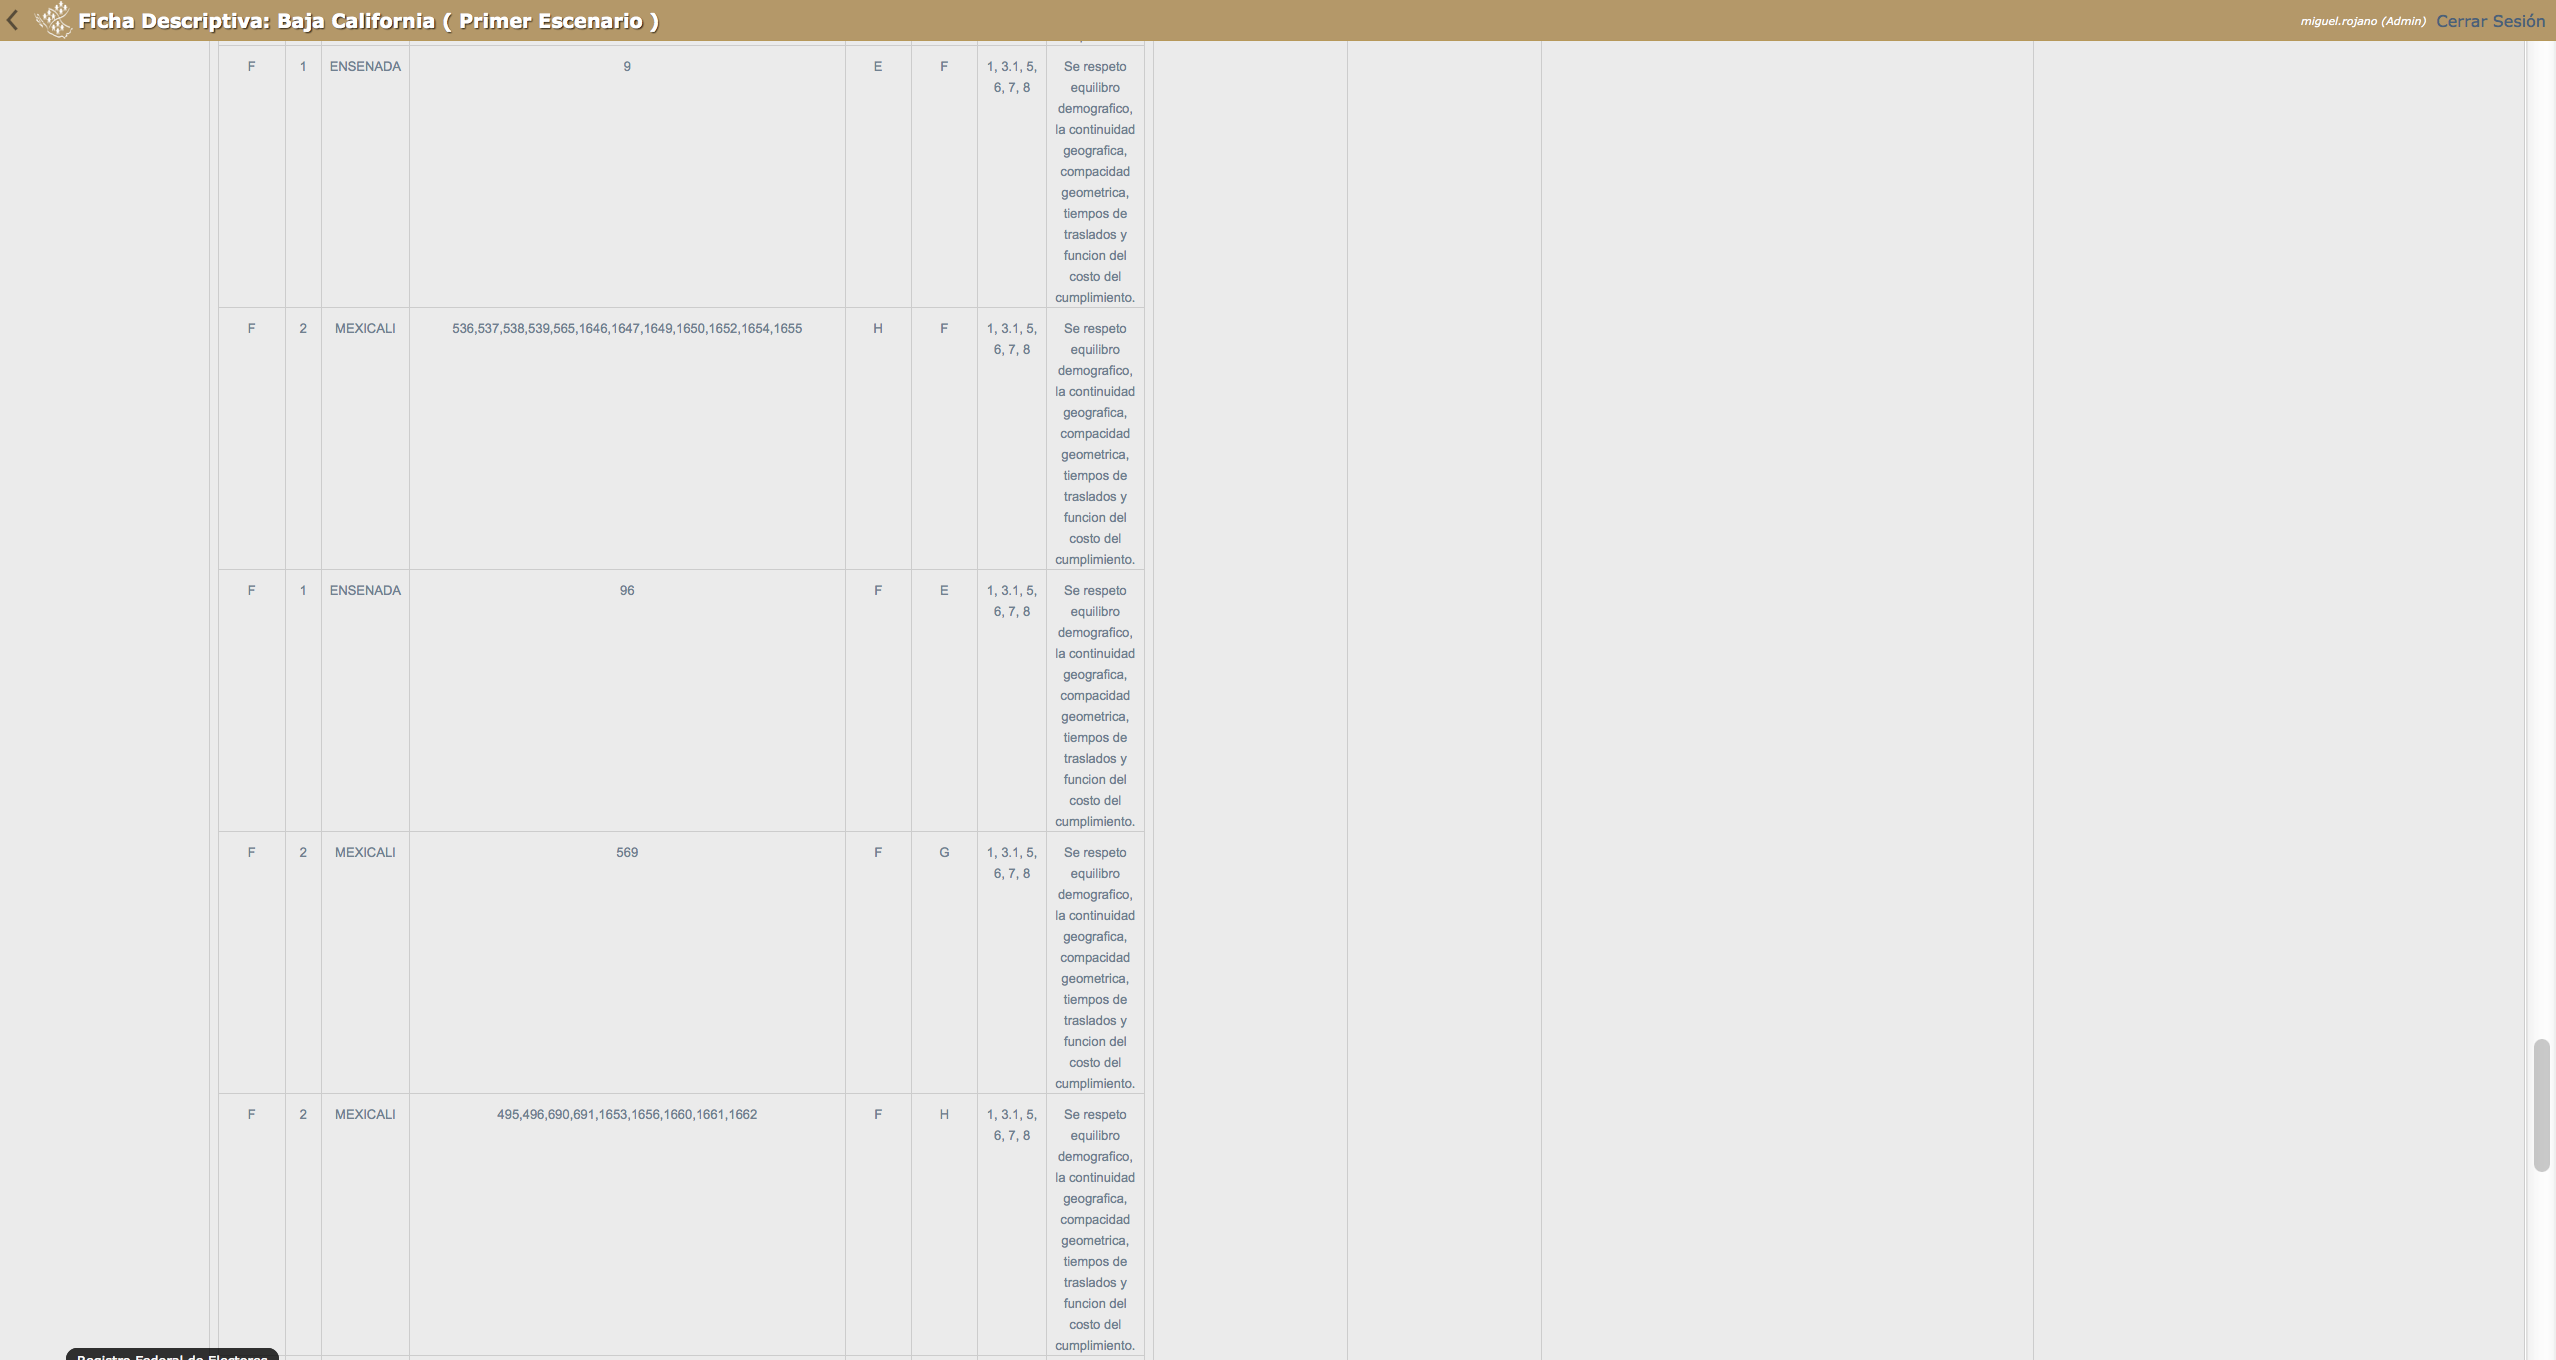 Ficha Descriptiva: Baja California ( Primer Escenario )
miguel.rojano (Admin) Cerrar Sesión
F 1 ENSENADA 9 E F 1, 3.1, 5, Se respeto
6, 7, 8 equilibro
demografico,
la continuidad
geografica,
compacidad
geometrica,
tiempos de
traslados y
funcion del
costo del
cumplimiento.
F 2 MEXICALI 536,537,538,539,565,1646,1647,1649,1650,1652,1654,1655 H F 1, 3.1, 5, Se respeto
6, 7, 8 equilibro
demografico,
la continuidad
geografica,
compacidad
geometrica,
tiempos de
traslados y
funcion del
costo del
cumplimiento.
F 1 ENSENADA 96 F E 1, 3.1, 5, Se respeto
6, 7, 8 equilibro
demografico,
la continuidad
geografica,
compacidad
geometrica,
tiempos de
traslados y
funcion del
costo del
cumplimiento.
F 2 MEXICALI 569 F G 1, 3.1, 5, Se respeto
6, 7, 8 equilibro
demografico,
la continuidad
geografica,
compacidad
geometrica,
tiempos de
traslados y
funcion del
costo del
cumplimiento.
F 2 MEXICALI 495,496,690,691,1653,1656,1660,1661,1662 F H 1, 3.1, 5, Se respeto
6, 7, 8 equilibro
demografico,
la continuidad
geografica,
compacidad
geometrica,
tiempos de
traslados y
funcion del
costo del
cumplimiento.
Registro Federal de Electores